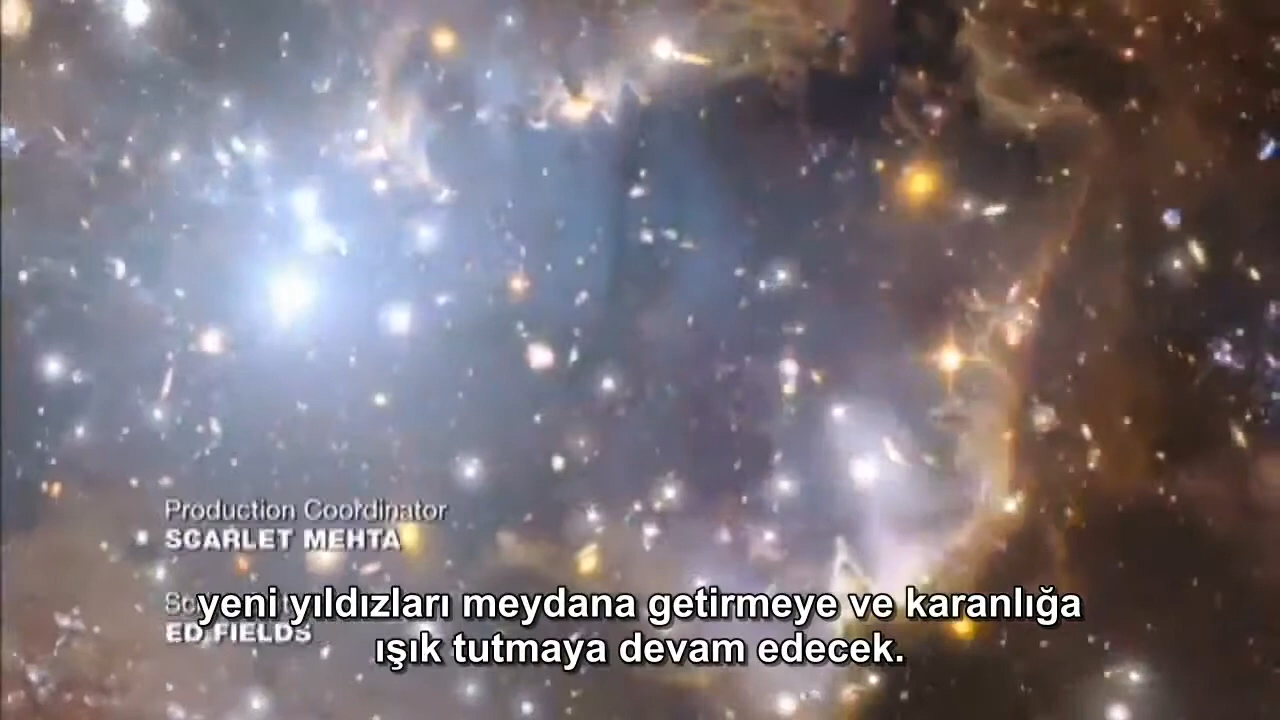 Production Coordinator
SCARLET MEHTA
yeni yıldızları meydana getirmeye ve karanlığa
ED FIELDS
ışık tutmaya devam edecek.